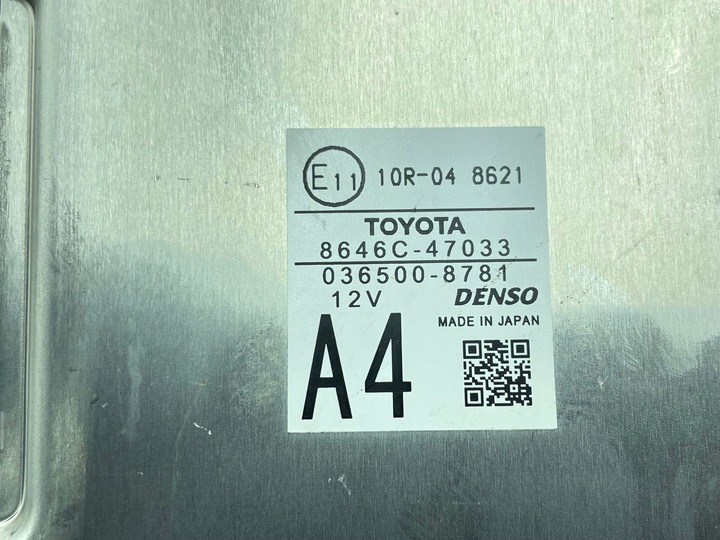 E11 10R-04 8621
TOYOTA
8646C-47033
036500-8781
12V DENSO
MADE IN JAPAN
A4